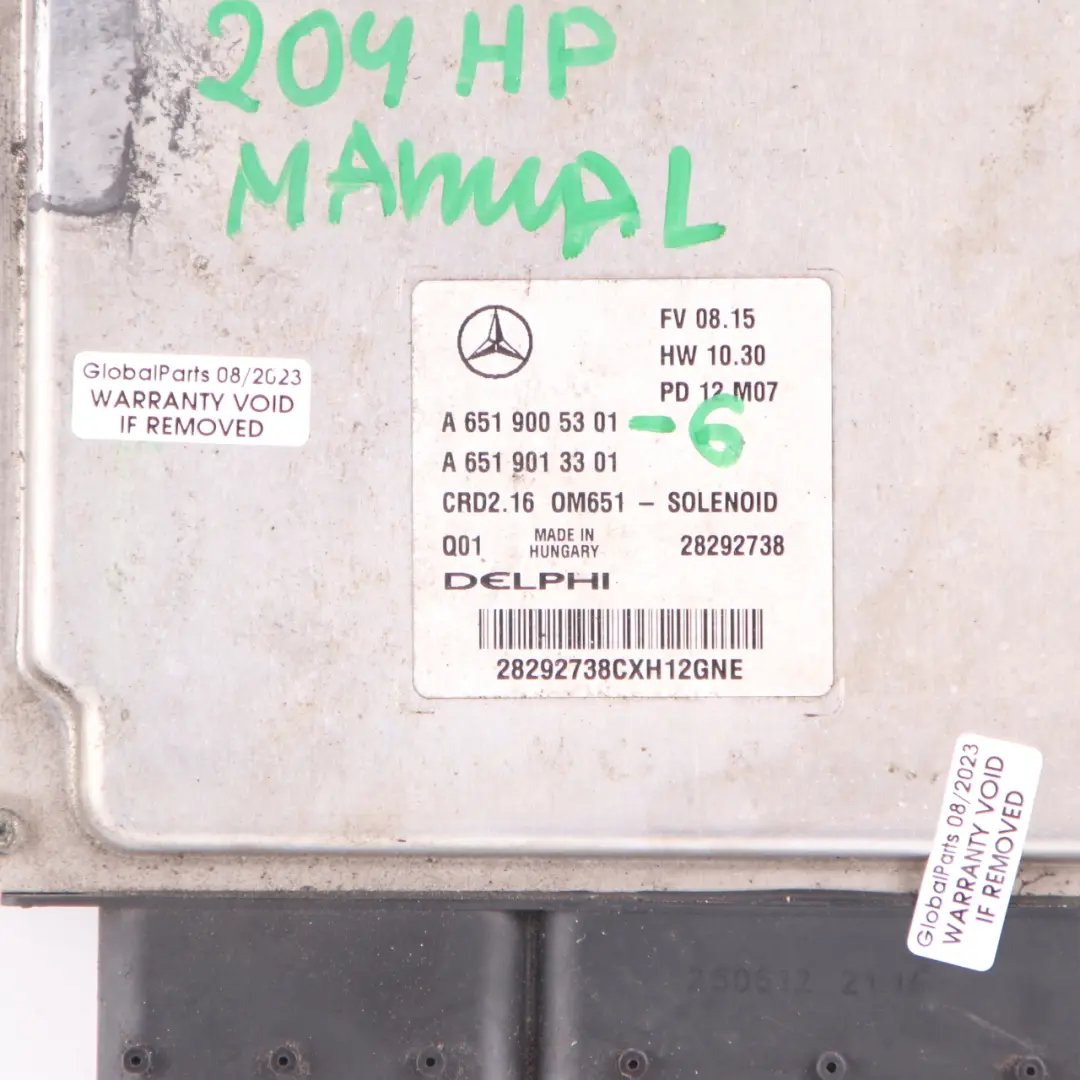 204 HP
MANUAL
FV 08.15
HW 10.30
PD 12 M07
A 651 900 53 01 - 6
A 651 901 33 01
CRD2.16 OM651 – SOLENOID
Q01 MADE IN HUNGARY 28292738
DELPHI
28292738CXH12GNE
GlobalParts 08/2023
WARRANTY VOID
IF REMOVED
GlobalParts 08/2023
WARRANTY VOID
IF REMOVED